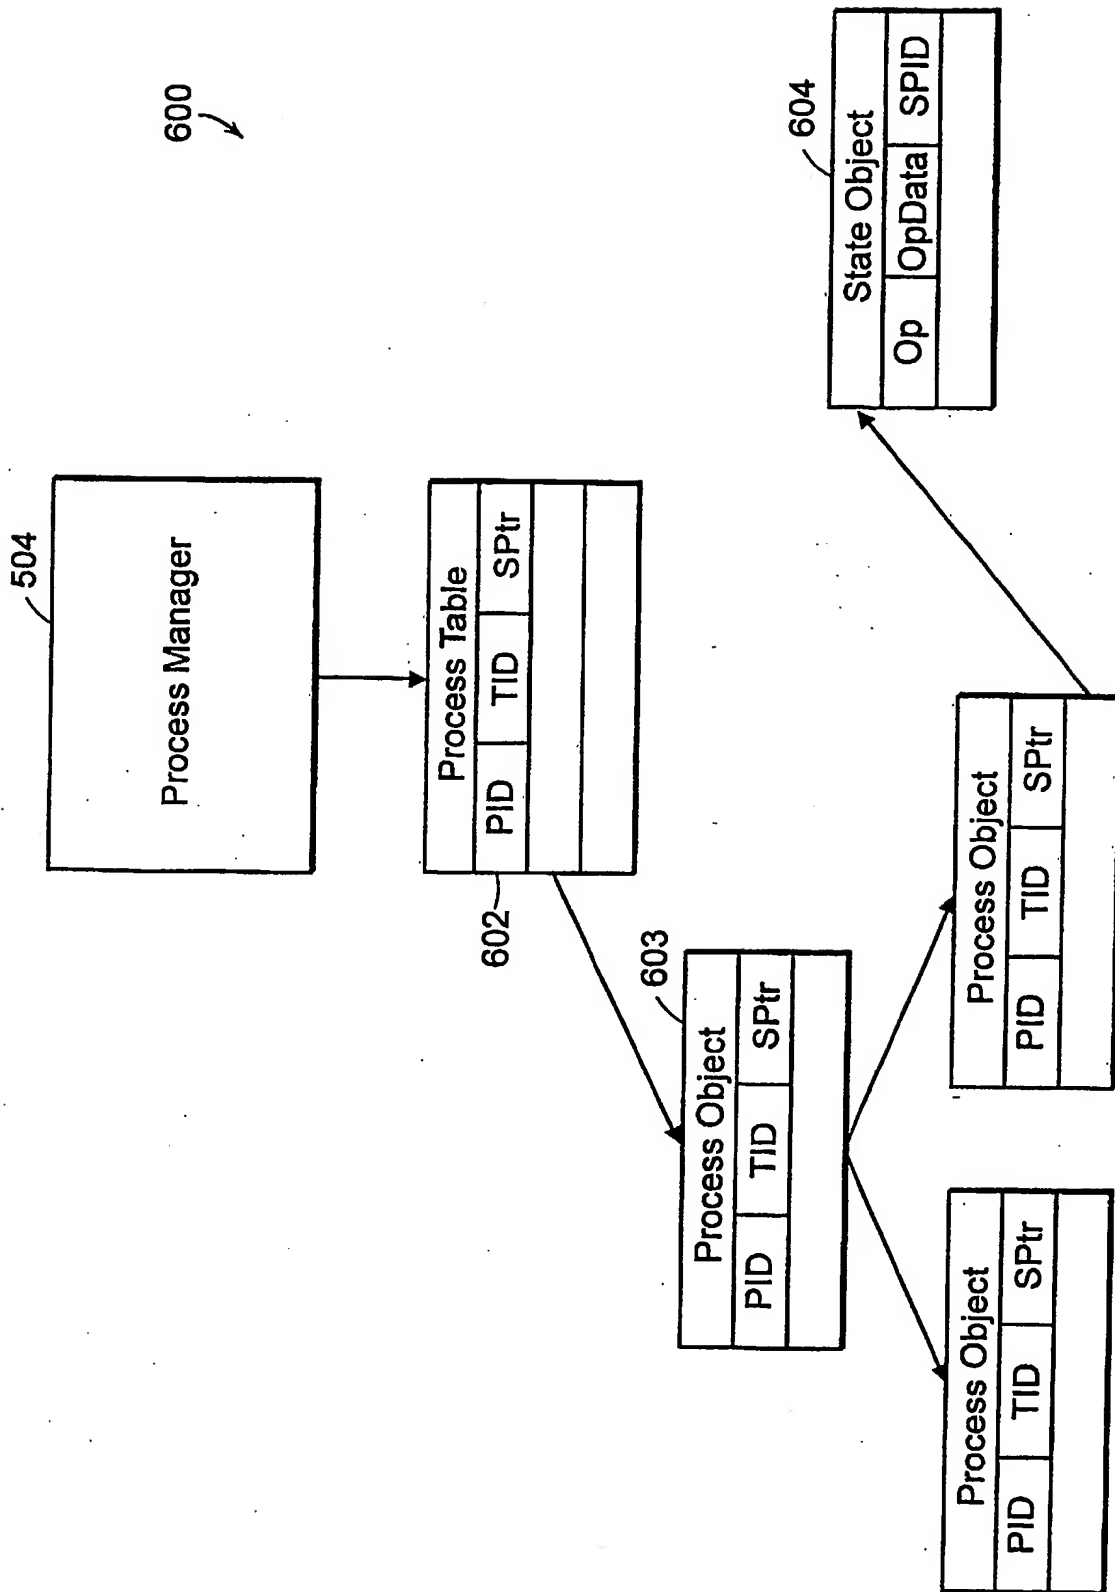 600
504
Process Manager
Process Table
PID TID SPtr
602
603
Process Object
PID TID SPtr
604
State Object
Op OpData SPID
Process Object
PID TID SPtr
Process Object
PID TID SPtr